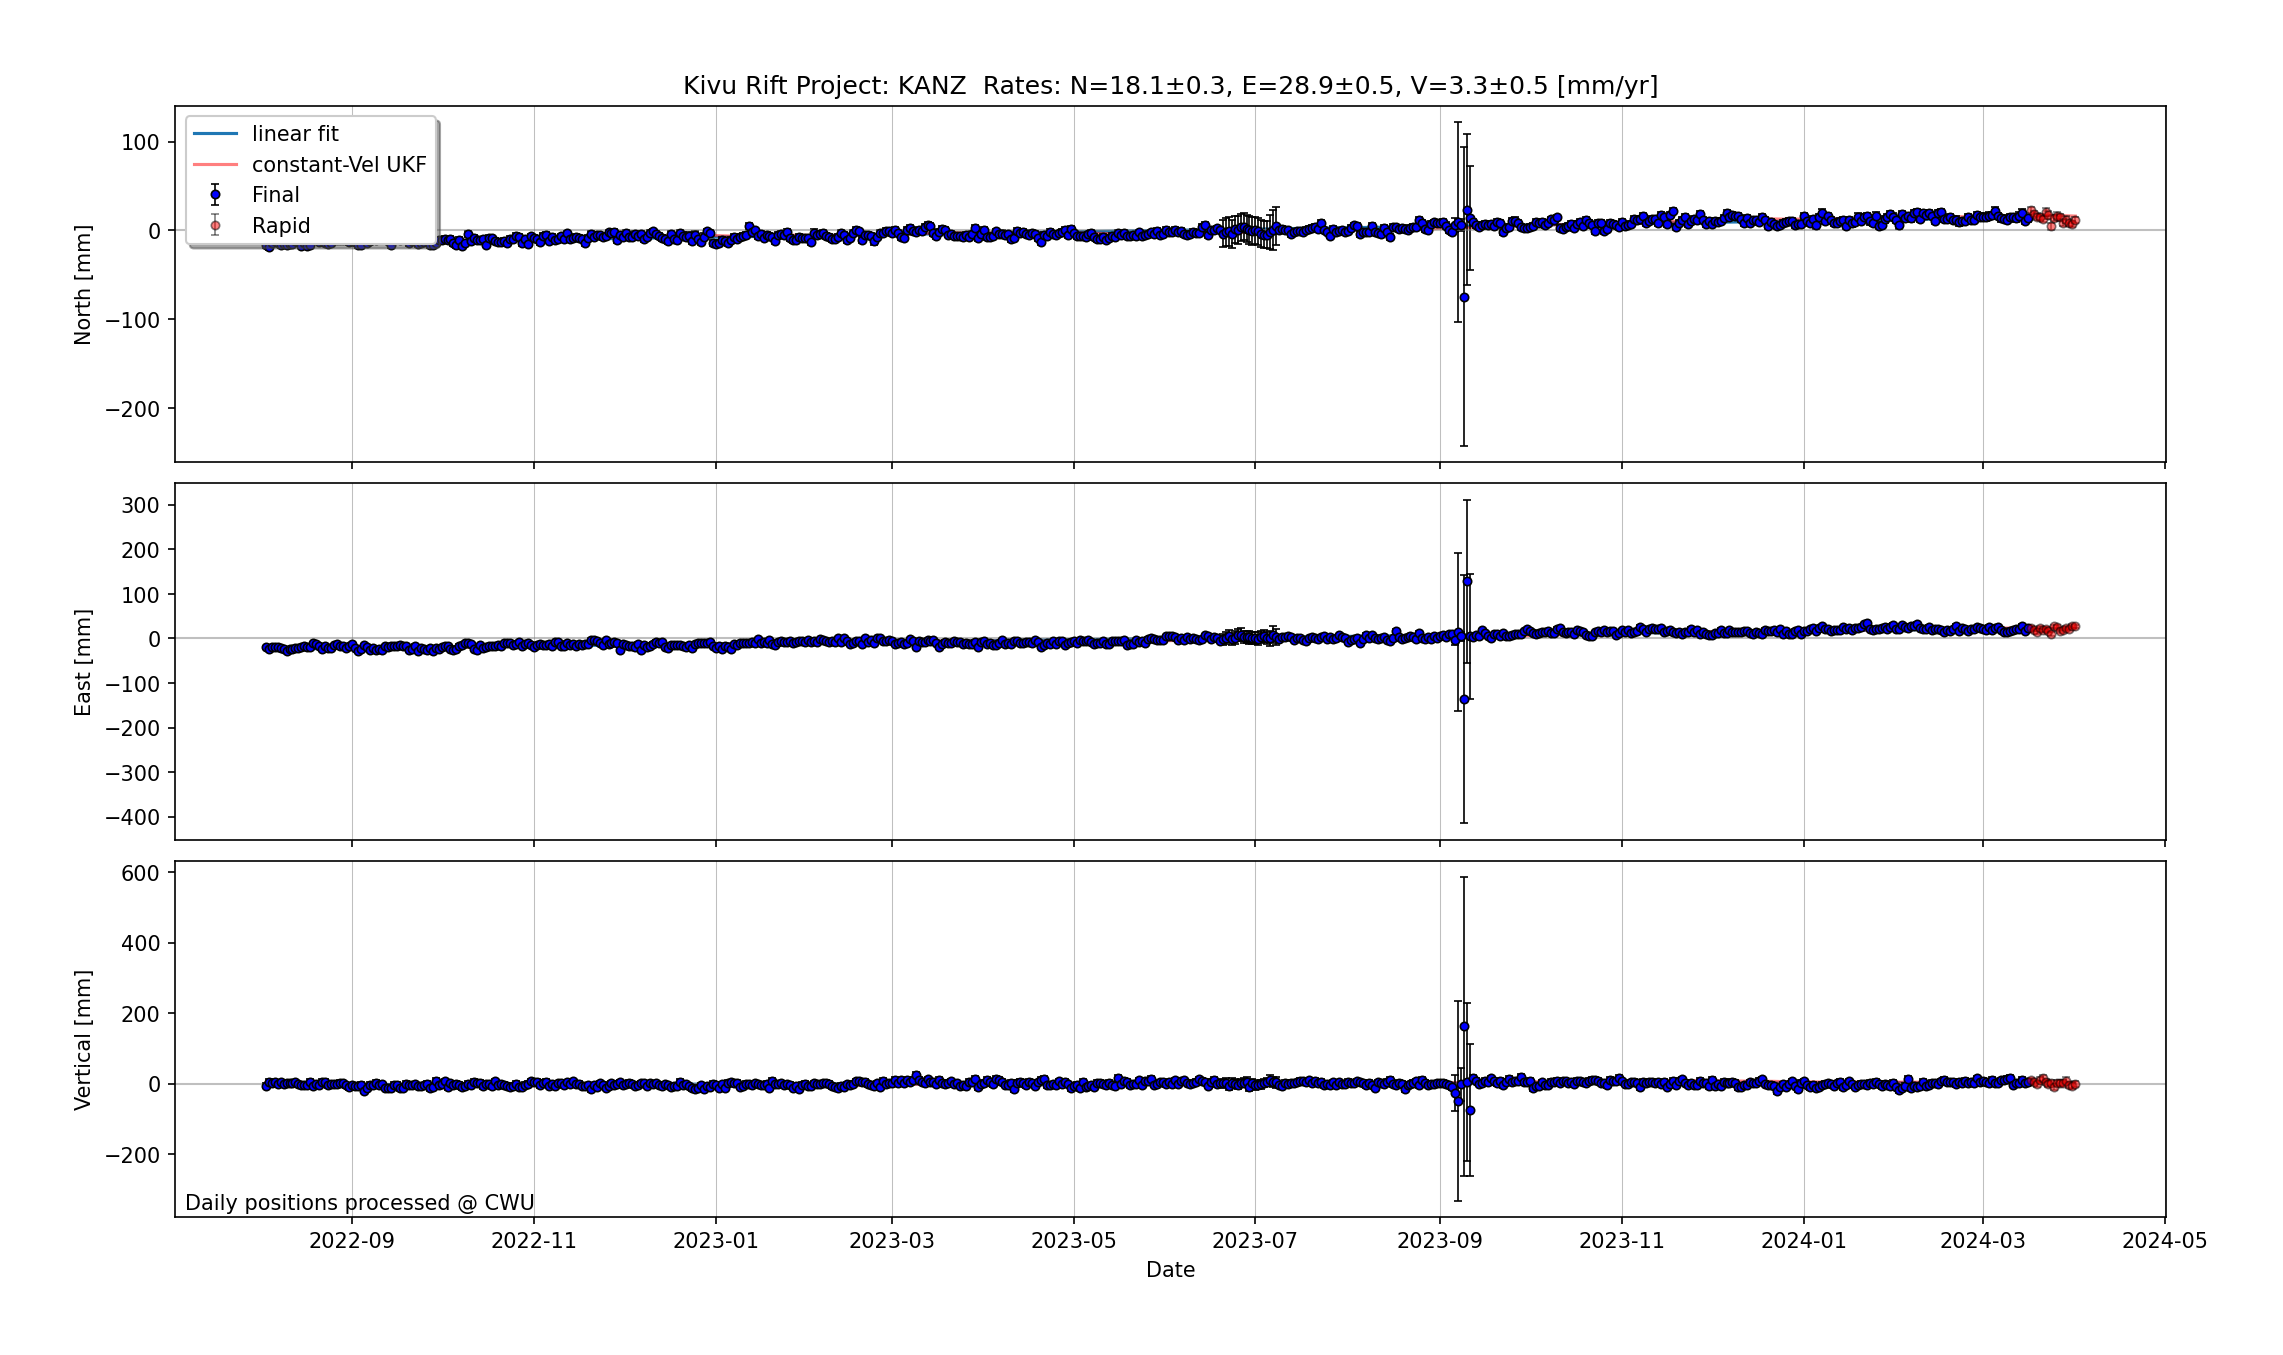 Kivu Rift Project: KANZ  Rates: N=18.1±0.3, E=28.9±0.5, V=3.3±0.5 [mm/yr]
linear fit
constant-Vel UKF
Final
Rapid
North [mm]
100
0
−100
−200
East [mm]
300
200
100
0
−100
−200
−300
−400
Vertical [mm]
600
400
200
0
−200
Daily positions processed @ CWU
2022-09 2022-11 2023-01 2023-03 2023-05 2023-07 2023-09 2023-11 2024-01 2024-03 2024-05
Date